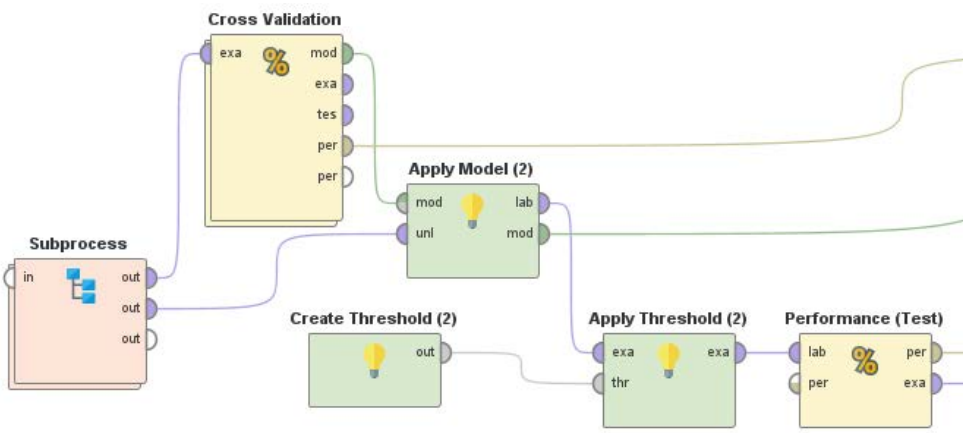 Cross Validation
exa mod
exa
tes
per
per
Apply Model (2)
mod lab
unl mod
Subprocess
in out
out
out
Create Threshold (2)
out
Apply Threshold (2)
exa exa
thr
Performance (Test)
lab per
per exa